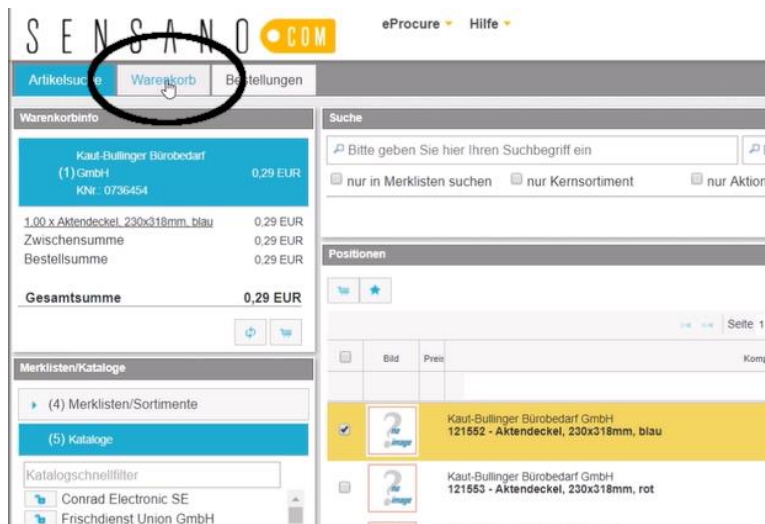 SENSANO.COM
eProcure Hilfe
Artikelsuche Warenkorb Bestellungen
Warenkorbinfo
Kaut-Bullinger Bürobedarf
(1) GmbH 0,29 EUR
KNr.: 0736454
1.00 x Aktendeckel, 230x318mm, blau 0,29 EUR
Zwischensumme 0,29 EUR
Bestellsumme 0,29 EUR
Gesamtsumme 0,29 EUR
Merklisten/Kataloge
(4) Merklisten/Sortimente
(5) Kataloge
Katalogschnellfilter
Conrad Electronic SE
Frischdienst Union GmbH
Suche
Bitte geben Sie hier Ihren Suchbegriff ein
nur in Merklisten suchen nur Kernsortiment nur Aktion
Positionen
Seite 1
Bild Preis Komp
no image
Kaut-Bullinger Bürobedarf GmbH
121552 - Aktendeckel, 230x318mm, blau
no image
Kaut-Bullinger Bürobedarf GmbH
121553 - Aktendeckel, 230x318mm, rot